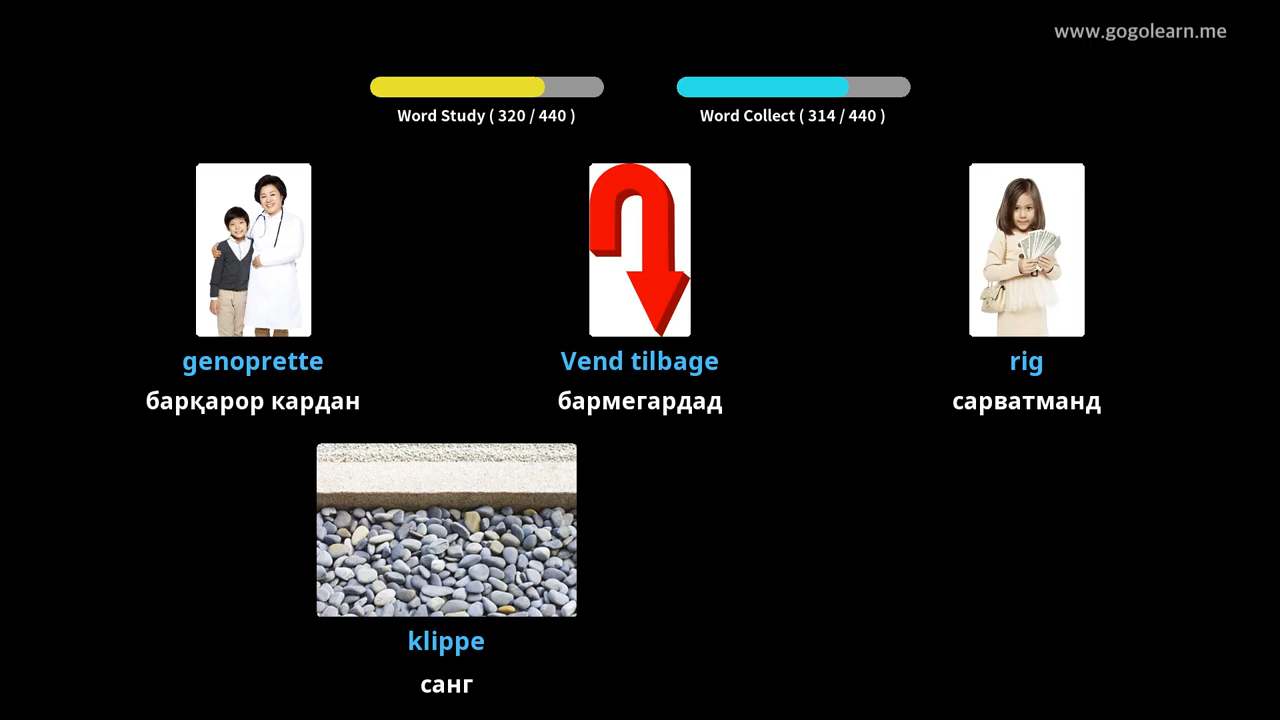 www.gogolearn.me
Word Study ( 320 / 440 )
Word Collect ( 314 / 440 )
genoprette
Vend tilbage
rig
барқарор кардан
бармегардад
сарватманд
klippe
санг